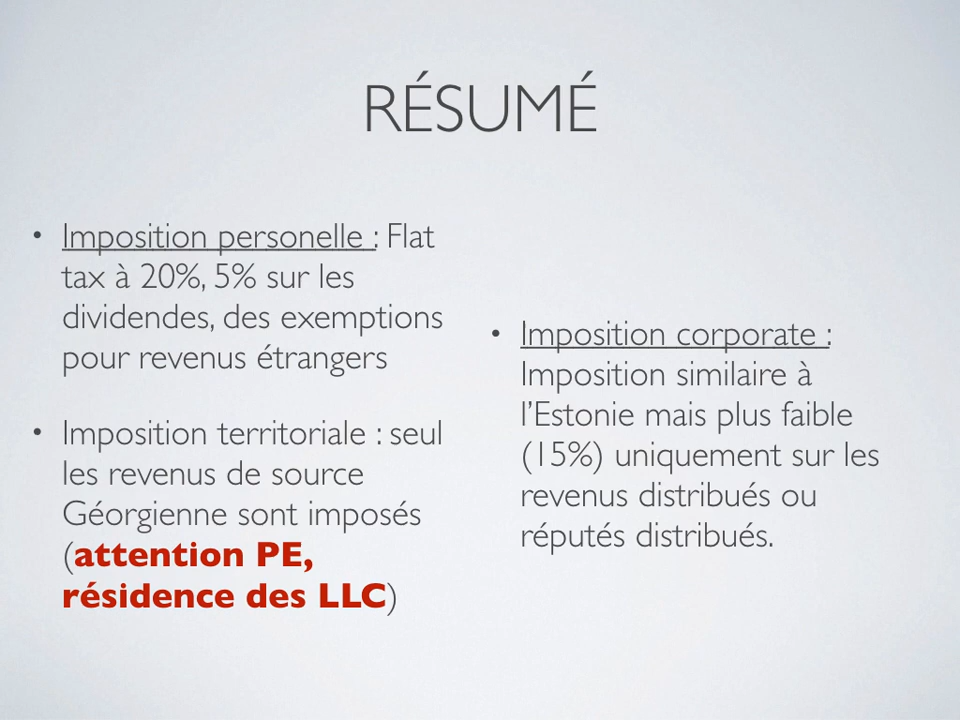 RÉSUMÉ
• Imposition personelle : Flat
tax à 20%, 5% sur les
dividendes, des exemptions
pour revenus étrangers
• Imposition territoriale : seul
les revenus de source
Géorgienne sont imposés
(attention PE,
résidence des LLC)
• Imposition corporate :
Imposition similaire à
l’Estonie mais plus faible
(15%) uniquement sur les
revenus distribués ou
réputés distribués.